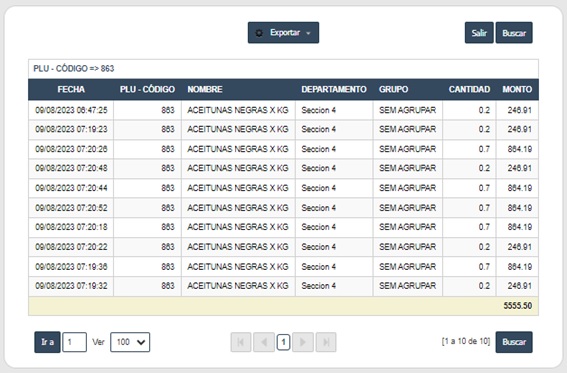 Exportar
Salir Buscar
PLU - CÓDIGO => 863
FECHA PLU - CÓDIGO NOMBRE DEPARTAMENTO GRUPO CANTIDAD MONTO
09/08/2023 06:47:25 863 ACEITUNAS NEGRAS X KG Seccion 4 SEM AGRUPAR 0.2 246.91
09/08/2023 07:19:23 863 ACEITUNAS NEGRAS X KG Seccion 4 SEM AGRUPAR 0.2 246.91
09/08/2023 07:20:26 863 ACEITUNAS NEGRAS X KG Seccion 4 SEM AGRUPAR 0.7 864.19
09/08/2023 07:20:48 863 ACEITUNAS NEGRAS X KG Seccion 4 SEM AGRUPAR 0.2 246.91
09/08/2023 07:20:44 863 ACEITUNAS NEGRAS X KG Seccion 4 SEM AGRUPAR 0.7 864.19
09/08/2023 07:20:52 863 ACEITUNAS NEGRAS X KG Seccion 4 SEM AGRUPAR 0.7 864.19
09/08/2023 07:20:18 863 ACEITUNAS NEGRAS X KG Seccion 4 SEM AGRUPAR 0.7 864.19
09/08/2023 07:20:22 863 ACEITUNAS NEGRAS X KG Seccion 4 SEM AGRUPAR 0.2 246.91
09/08/2023 07:19:36 863 ACEITUNAS NEGRAS X KG Seccion 4 SEM AGRUPAR 0.7 864.19
09/08/2023 07:19:32 863 ACEITUNAS NEGRAS X KG Seccion 4 SEM AGRUPAR 0.2 246.91
5555.50
Ir a 1 Ver 100 1 [1 a 10 de 10] Buscar